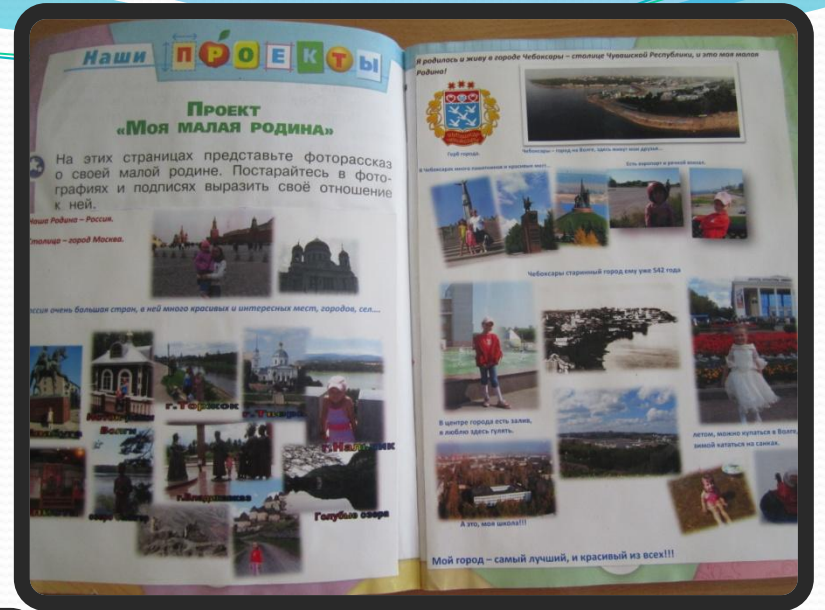 Наши ПРОЕКТЫ
ПРОЕКТ
«МОЯ МАЛАЯ РОДИНА»
На этих страницах представьте фоторассказ
о своей малой родине. Постарайтесь в фото-
графиях и подписях выразить своё отношение
к ней.
Наша Родина – Россия.
Столица – город Москва.
оссия очень большая стран, в ней много красивых и интересных мест, городов, сел....
г.Торжок
г.Тверь
Волги
г.Нальчик
г.Владикавказ
Голубые озера
Я родилась и живу в городе Чебоксары – столице Чувашской Республики, и это моя малая
Родина!
Герб города.
Чебоксары – город на Волге, здесь живут мои друзья...
В Чебоксарах много памятников и красивых мест...
Есть аэропорт и речной вокзал.
Чебоксары старинный город ему уже 542 года
В центре города есть залив,
я люблю здесь гулять.
летом, можно купаться в Волге,
зимой кататься на санках.
А это, моя школа!!!
Мой город – самый лучший, и красивый из всех!!!